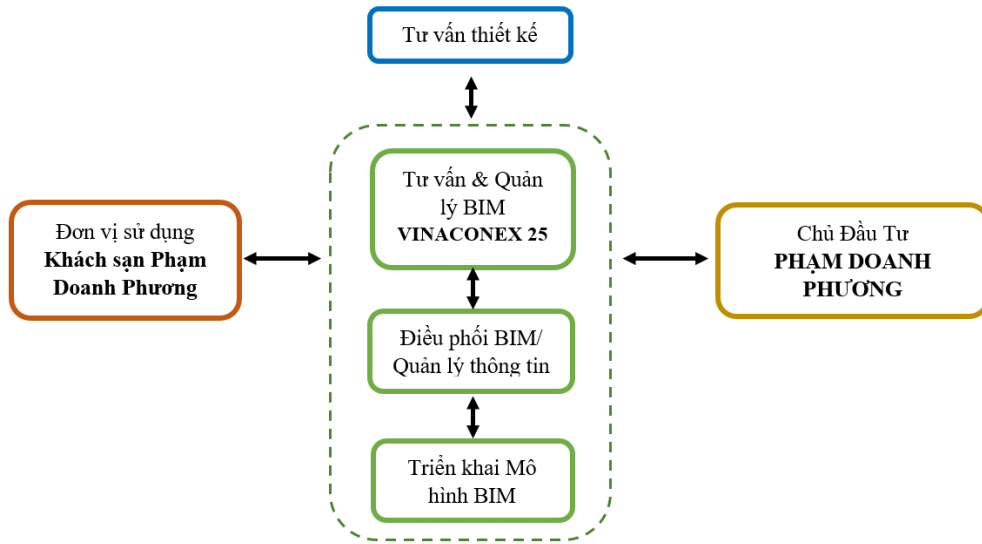 Tư vấn thiết kế
Tư vấn & Quản
lý BIM
VINACONEX 25
Đơn vị sử dụng
Khách sạn Phạm
Doanh Phương
Chủ Đầu Tư
PHẠM DOANH
PHƯƠNG
Điều phối BIM/
Quản lý thông tin
Triển khai Mô
hình BIM